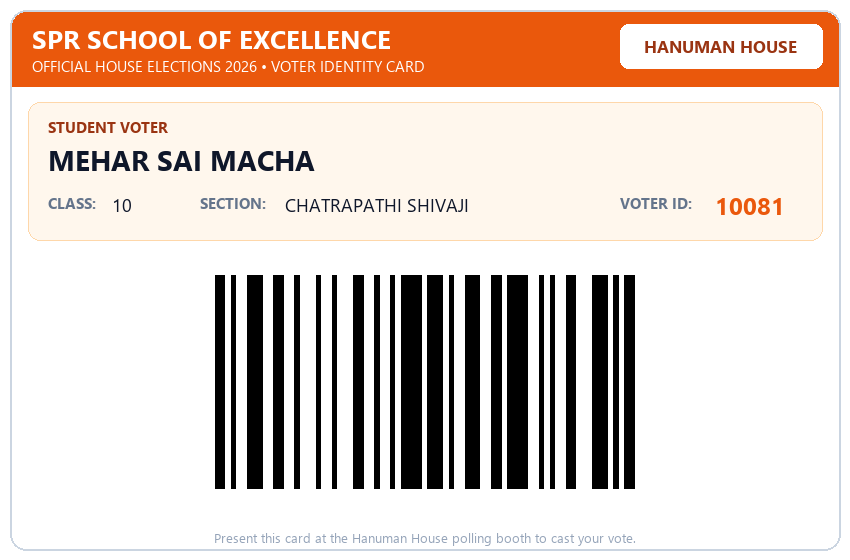 SPR SCHOOL OF EXCELLENCE
OFFICIAL HOUSE ELECTIONS 2026 • VOTER IDENTITY CARD
HANUMAN HOUSE
STUDENT VOTER
MEHAR SAI MACHA
CLASS: 10 SECTION: CHATRAPATHI SHIVAJI VOTER ID: 10081
Present this card at the Hanuman House polling booth to cast your vote.